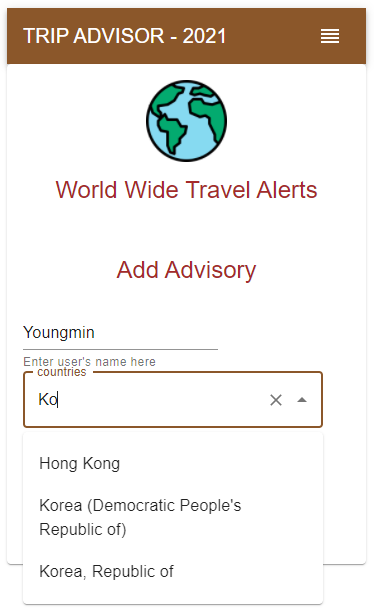 TRIP ADVISOR - 2021
World Wide Travel Alerts
Add Advisory
Youngmin
Enter user's name here
countries
Ko
Hong Kong
Korea (Democratic People's
Republic of)
Korea, Republic of